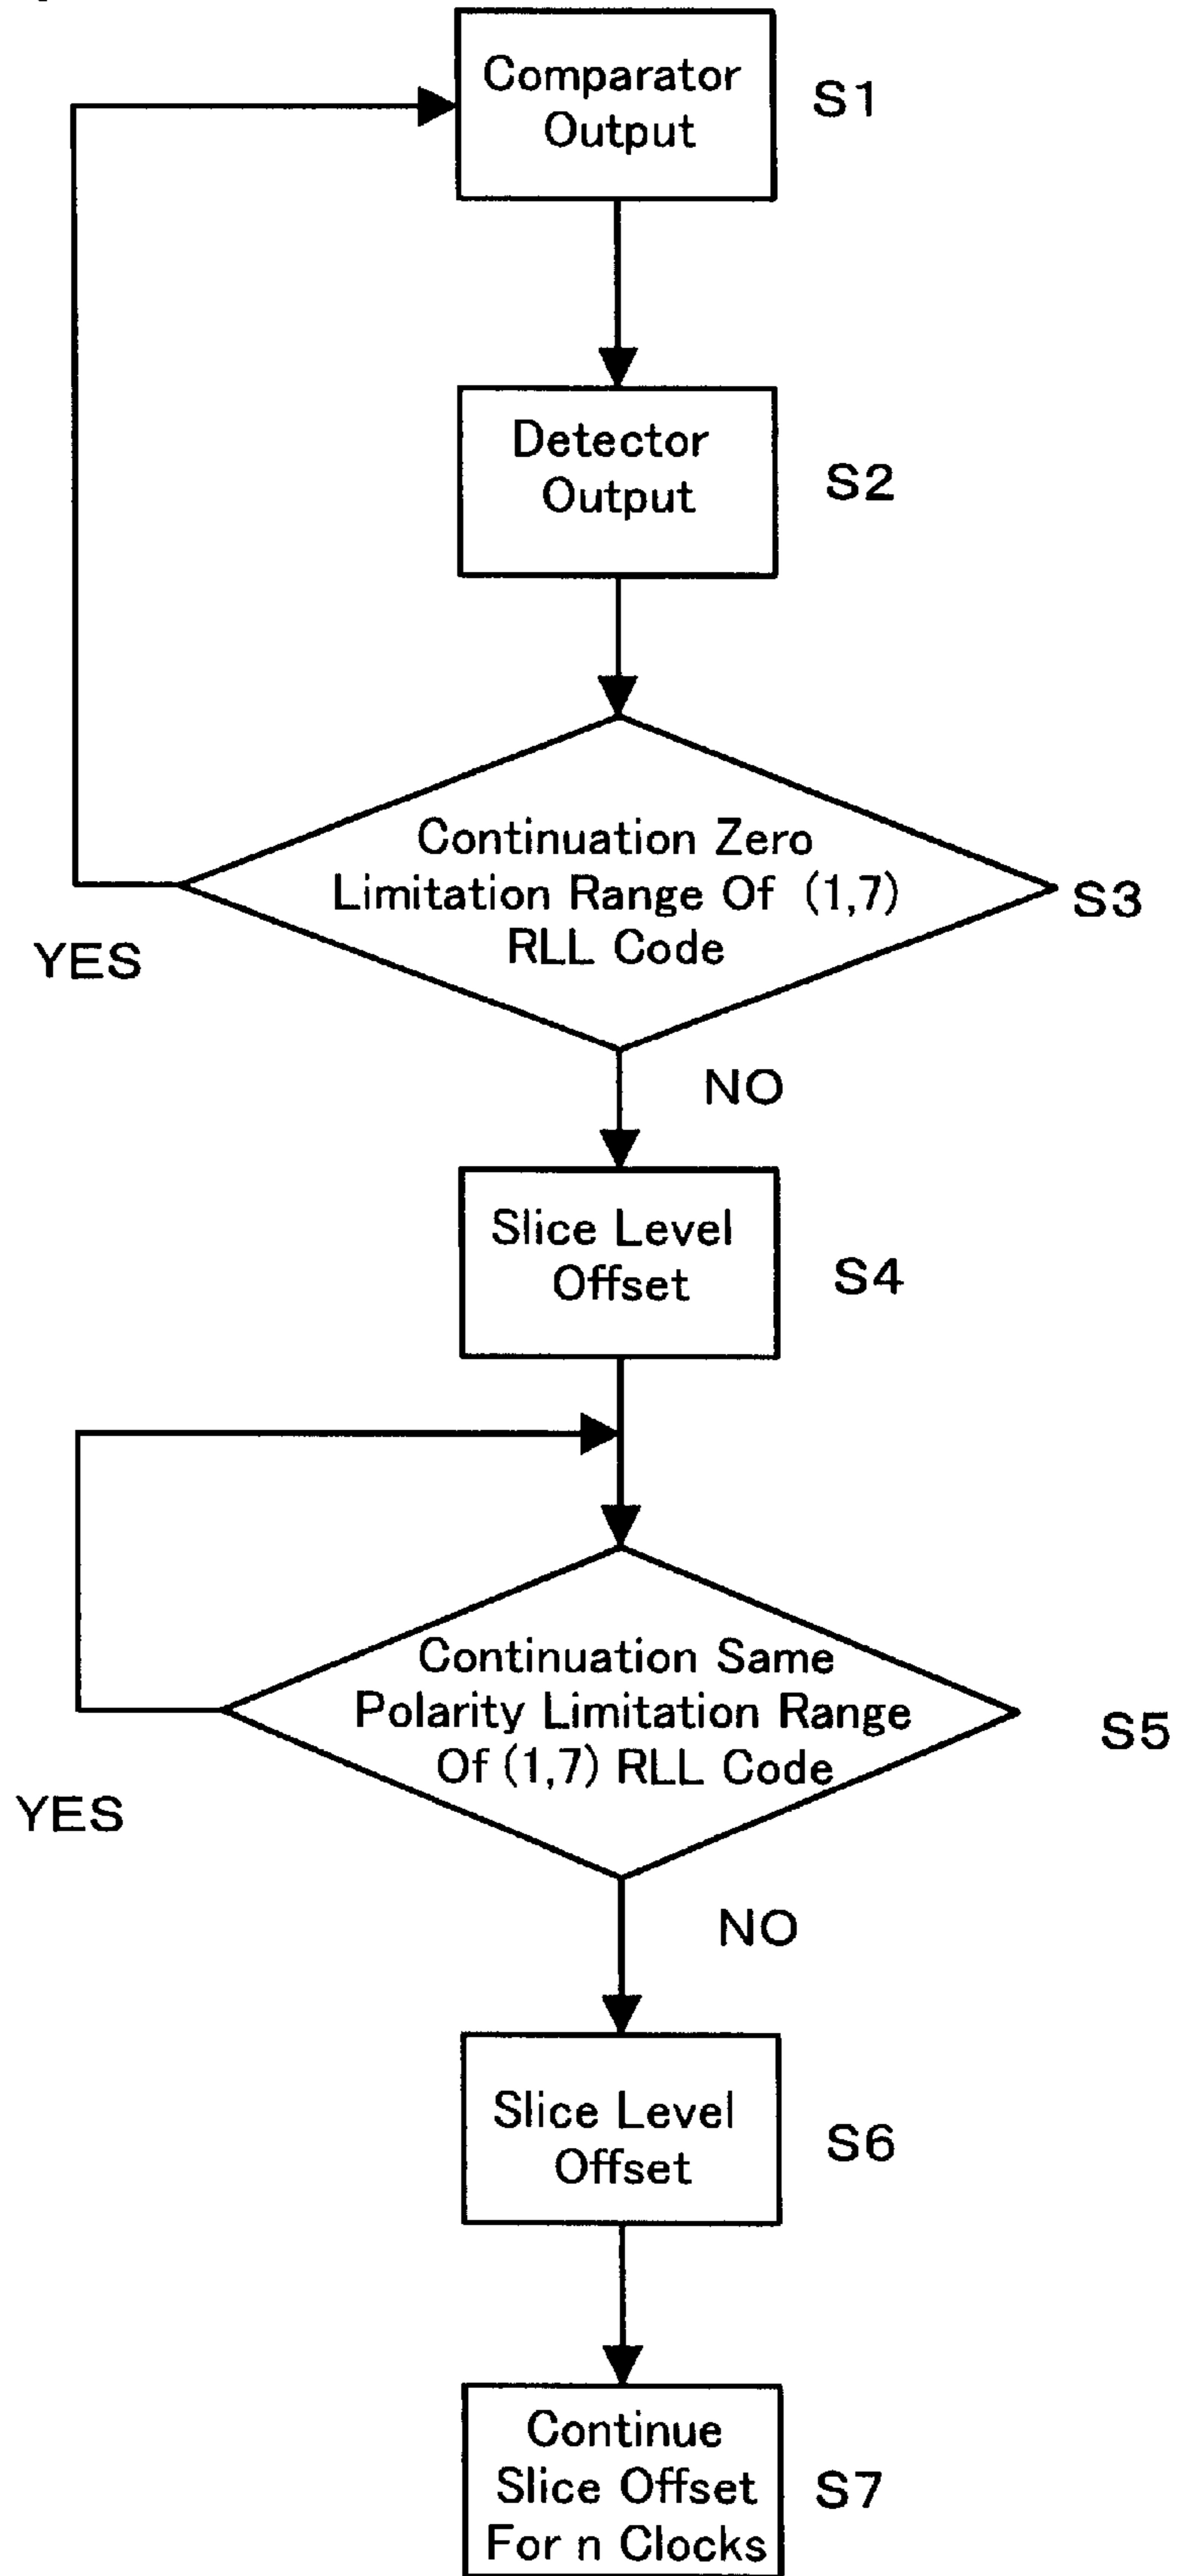 Comparator
Output
S1
Detector
Output
S2
Continuation Zero
Limitation Range Of (1,7)
RLL Code
S3
YES
NO
Slice Level
Offset
S4
Continuation Same
Polarity Limitation Range
Of (1,7) RLL Code
S5
YES
NO
Slice Level
Offset
S6
Continue
Slice Offset
For n Clocks
S7